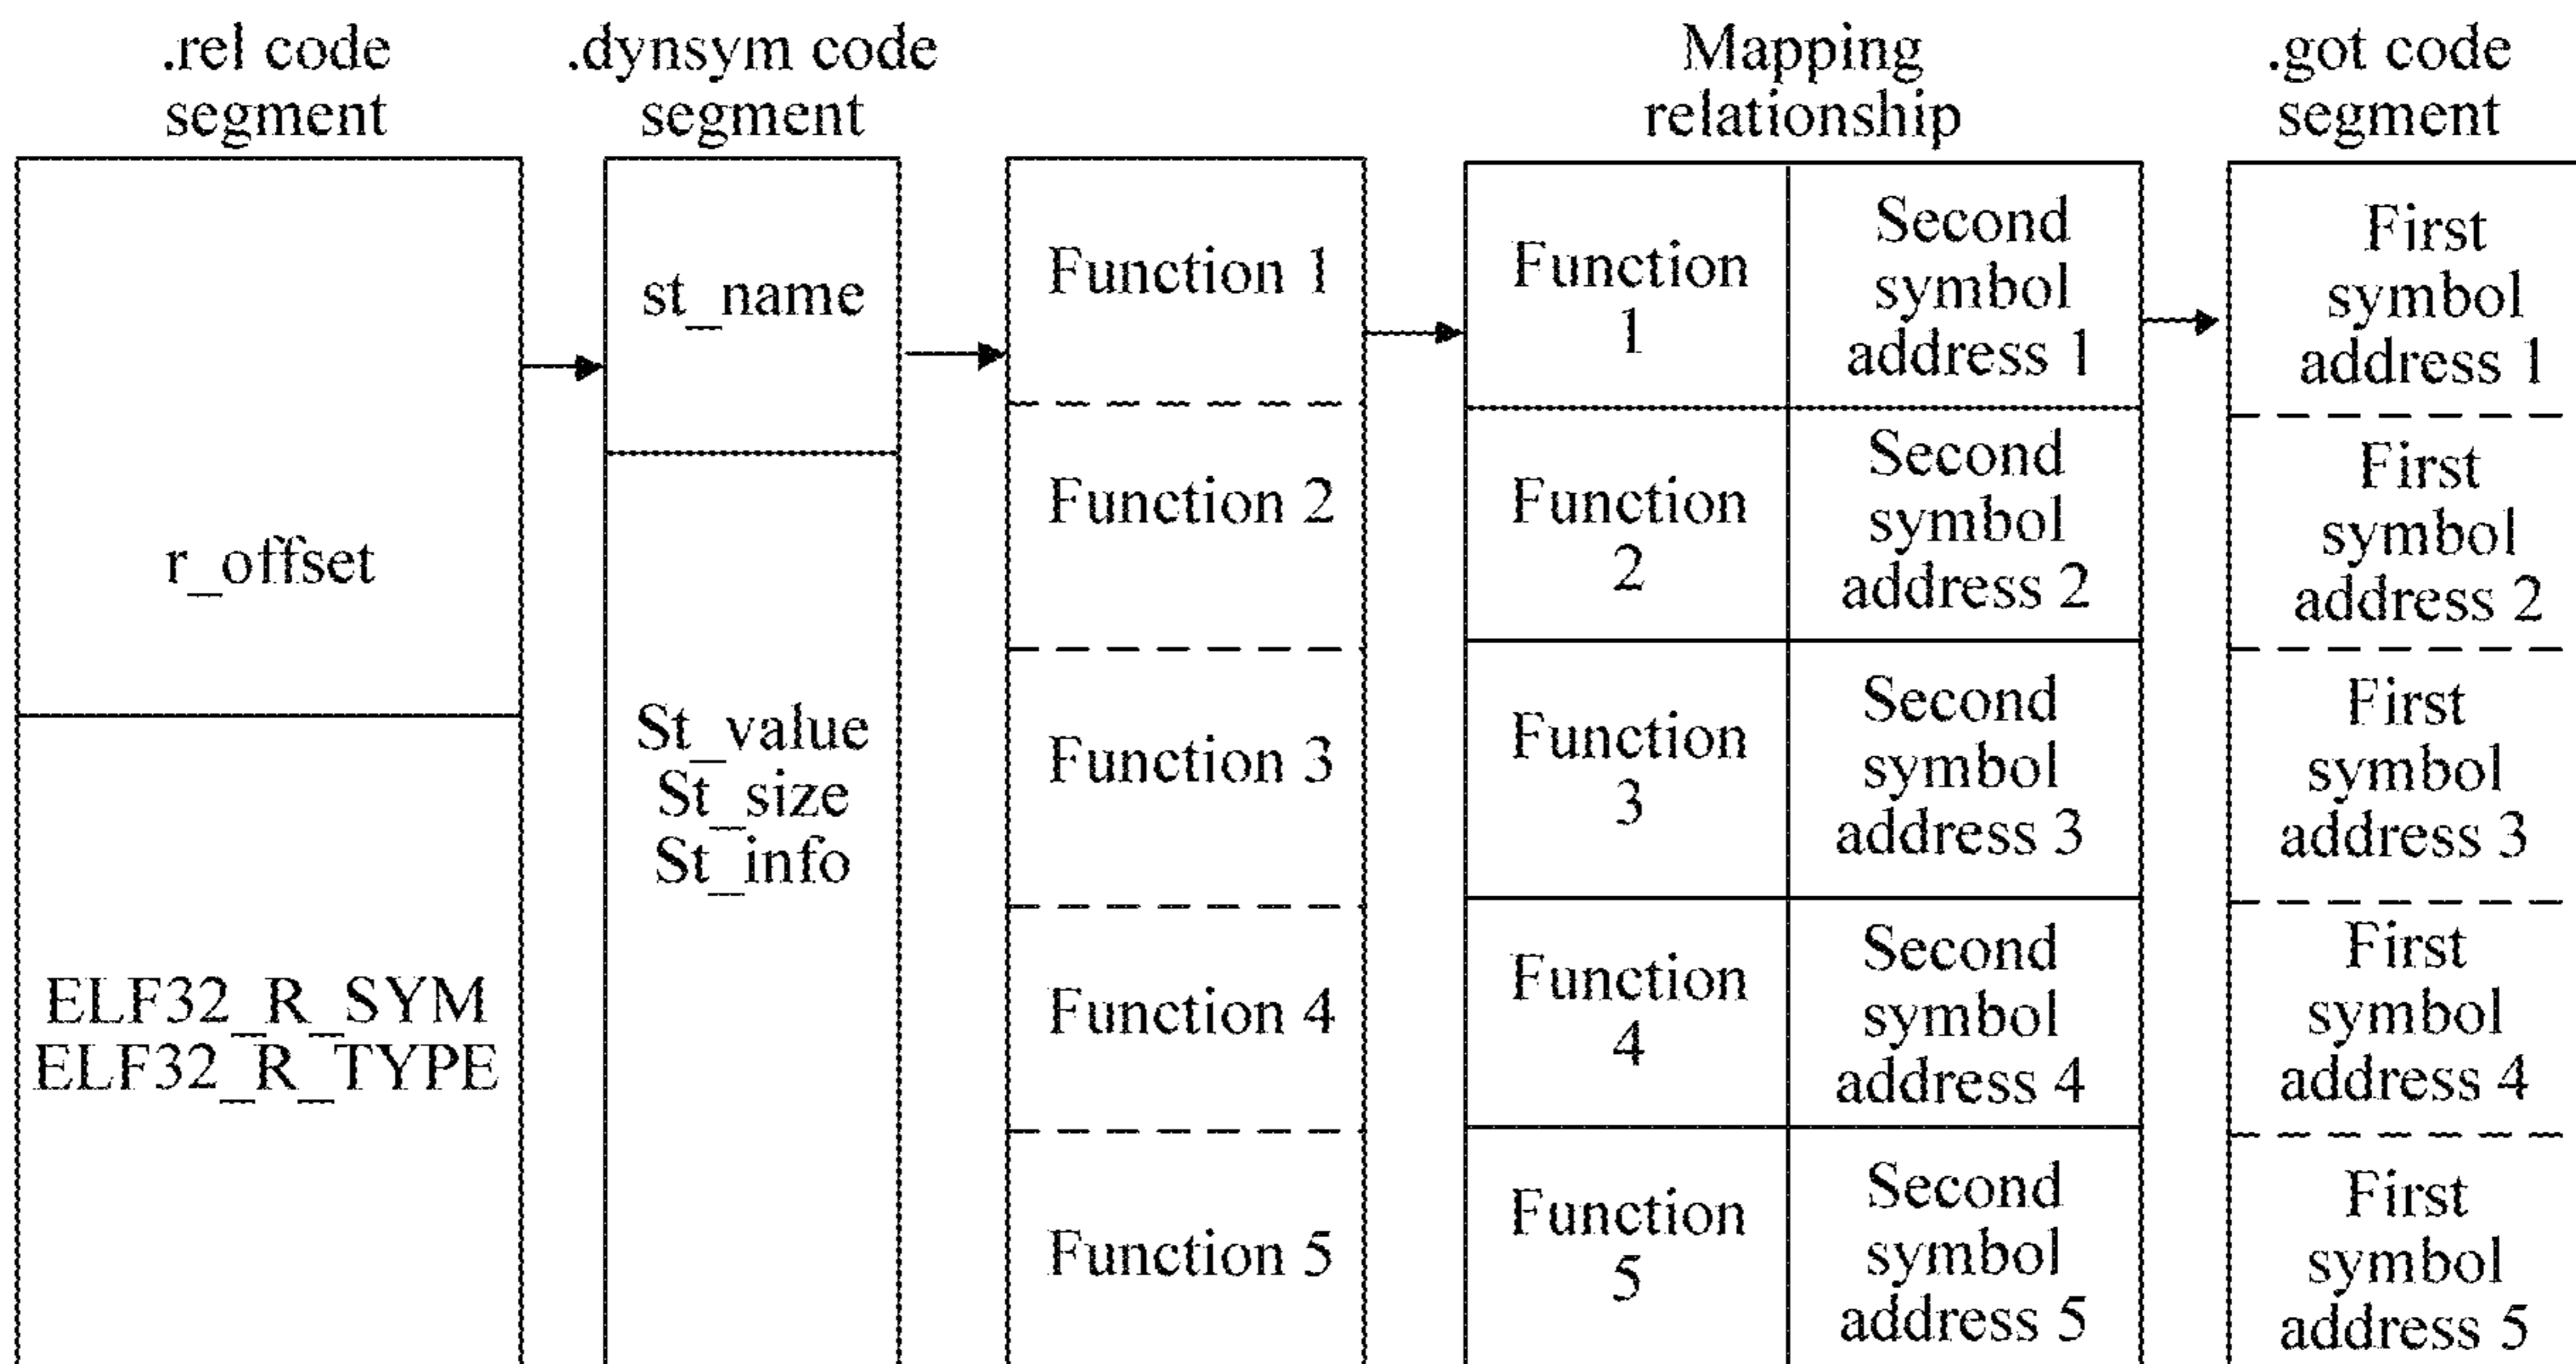 .rel code
segment
.dynsym code
segment
Mapping
relationship
.got code
segment
r_offset
ELF32_R_SYM
ELF32_R_TYPE
st_name
St_value
St_size
St_info
Function 1
Function 2
Function 3
Function 4
Function 5
Function
1
Second
symbol
address 1
Function
2
Second
symbol
address 2
Function
3
Second
symbol
address 3
Function
4
Second
symbol
address 4
Function
5
Second
symbol
address 5
First
symbol
address 1
First
symbol
address 2
First
symbol
address 3
First
symbol
address 4
First
symbol
address 5